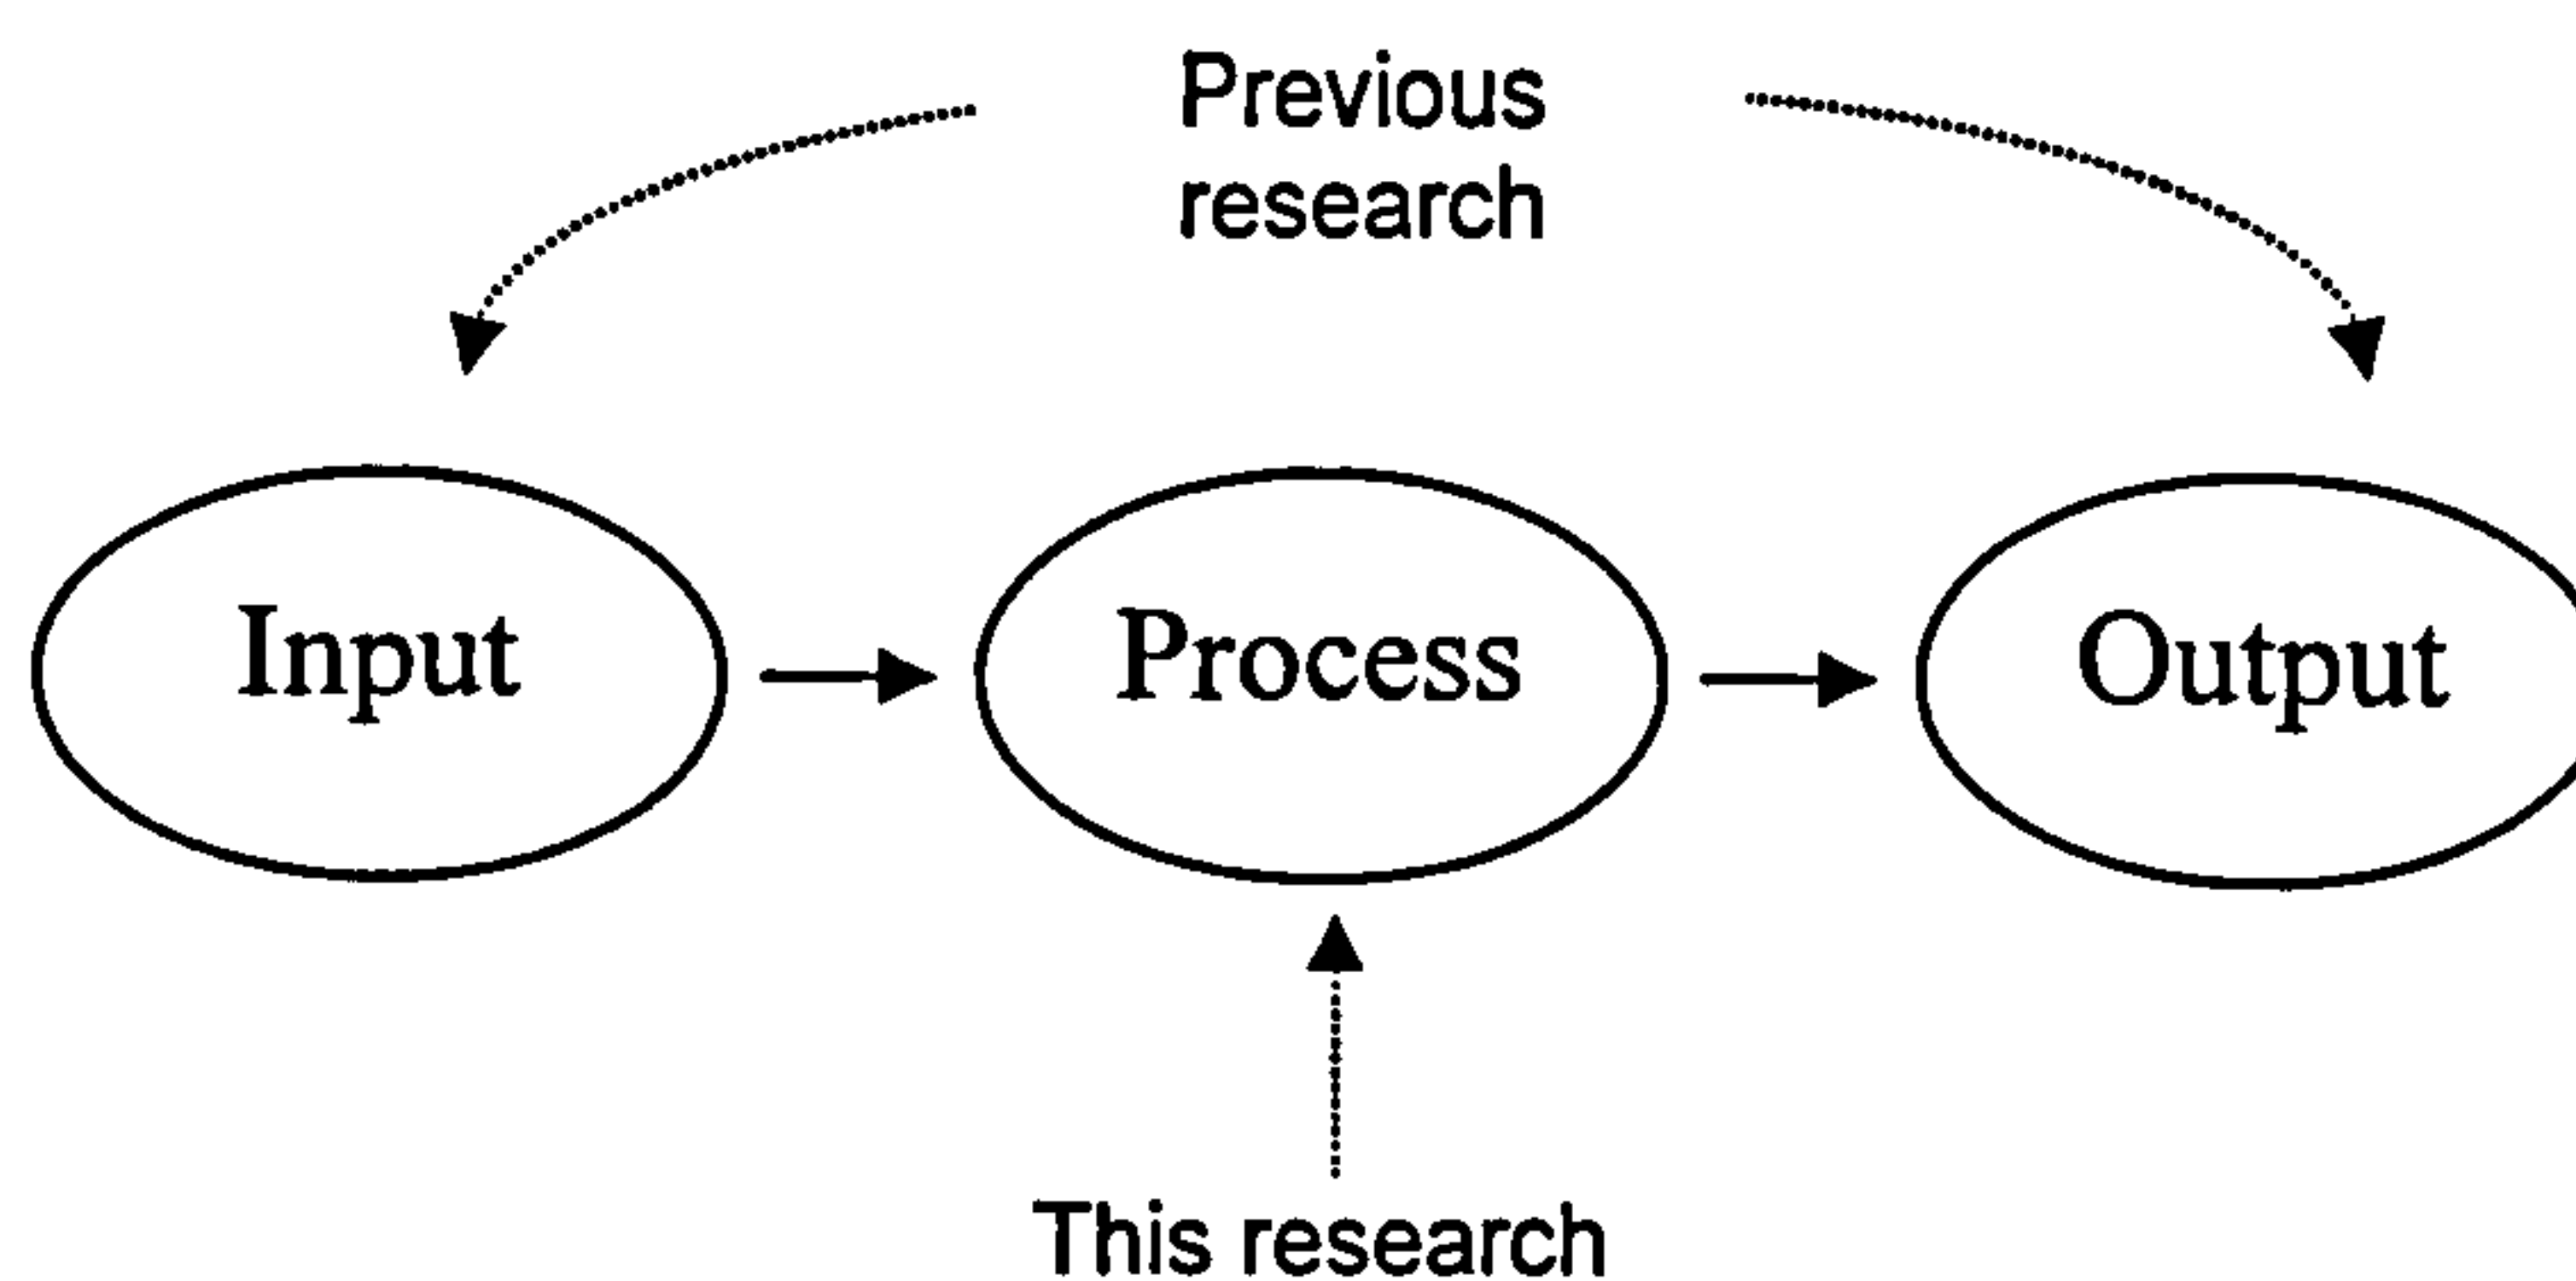 Previous
research
Input
Process
Output
This research